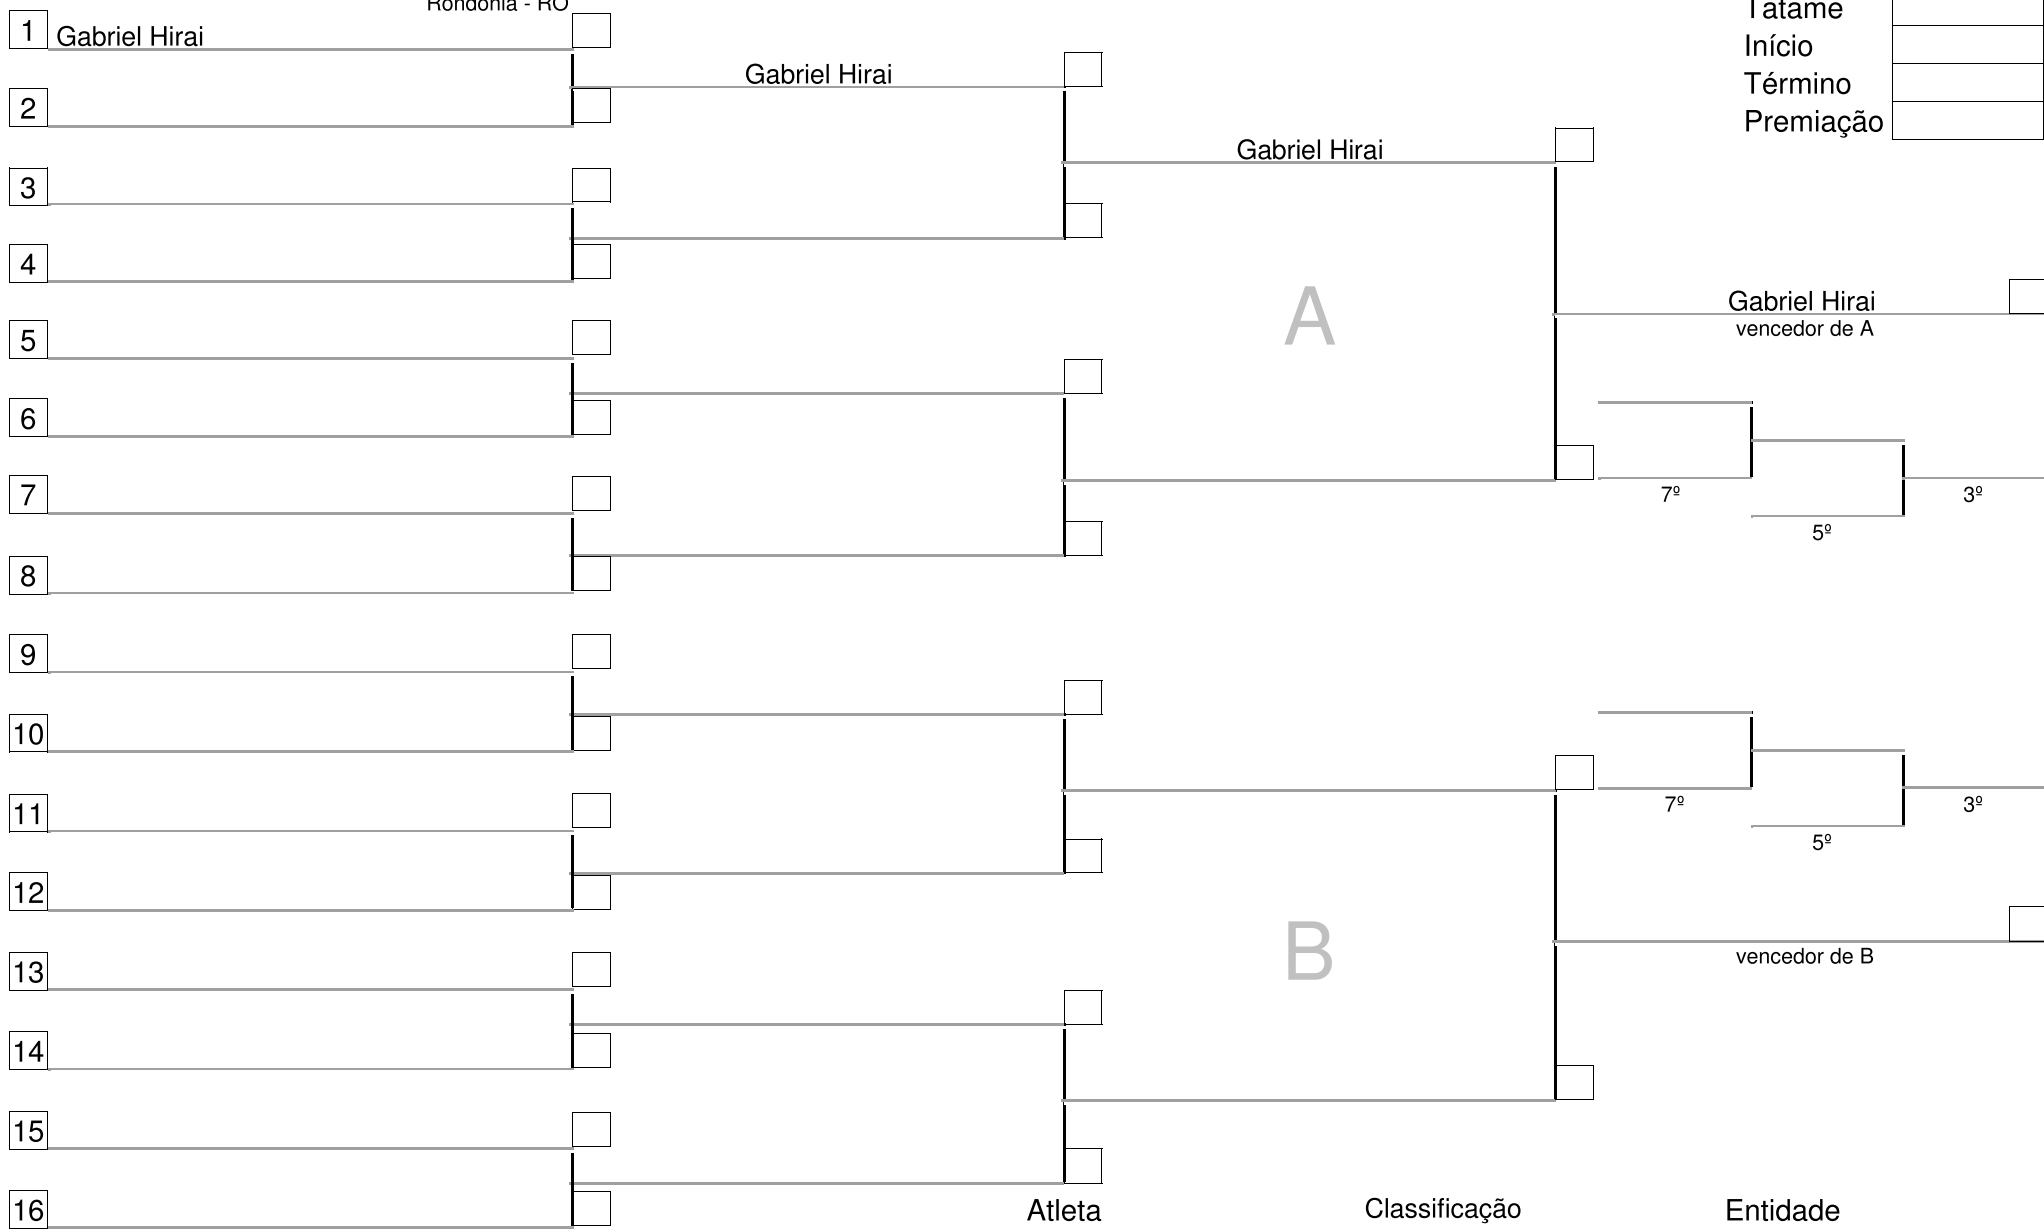 Rondônia - RO
Tatame
1 Gabriel Hirai
Início
Gabriel Hirai
Término
2
Premiação
Gabriel Hirai
3
4
Gabriel Hirai
A
vencedor de A
5
6
7
7º
3º
5º
8
9
10
11
7º
3º
5º
12
B
vencedor de B
13
14
15
16
Atleta
Classificação
Entidade